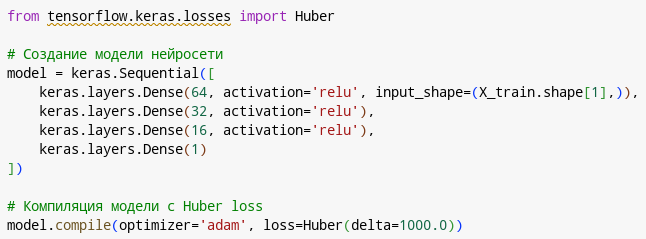 from tensorflow.keras.losses import Huber
# Создание модели нейросети
model = keras.Sequential([
    keras.layers.Dense(64, activation='relu', input_shape=(X_train.shape[1],)),
    keras.layers.Dense(32, activation='relu'),
    keras.layers.Dense(16, activation='relu'),
    keras.layers.Dense(1)
])
# Компиляция модели с Huber loss
model.compile(optimizer='adam', loss=Huber(delta=1000.0))